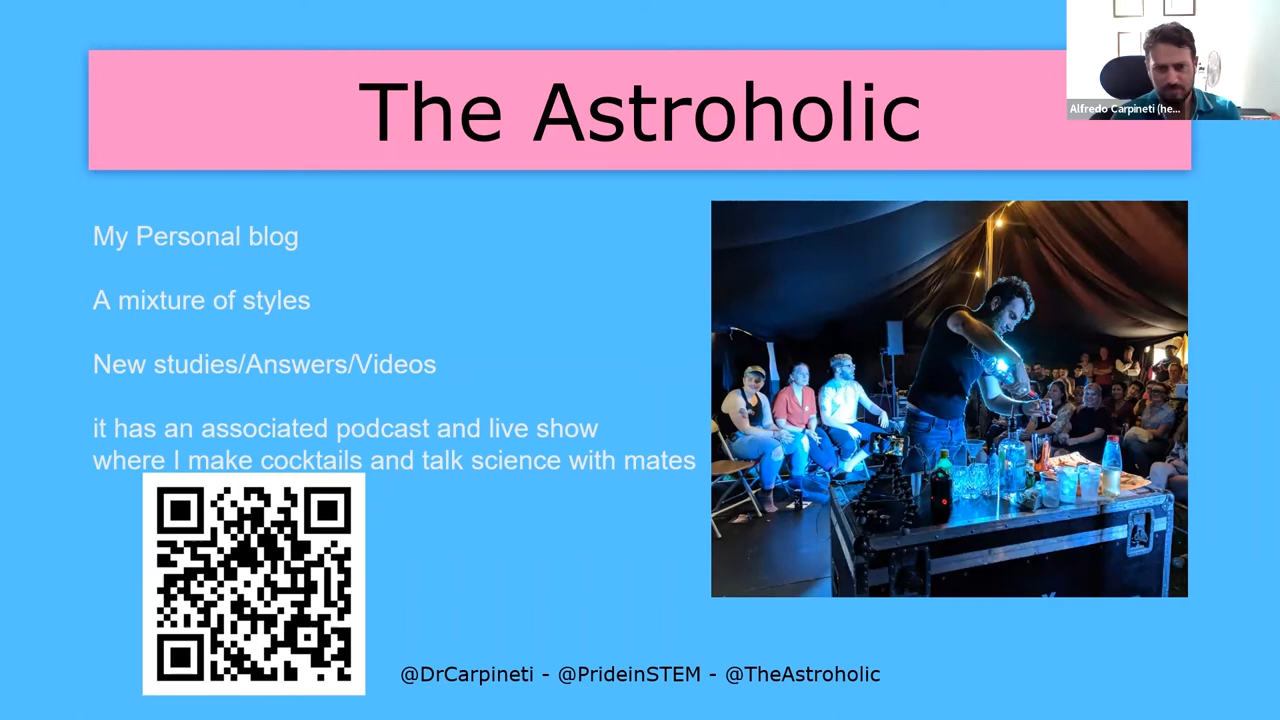 The Astroholic
Alfredo Carpineti (he...
My Personal blog
A mixture of styles
New studies/Answers/Videos
it has an associated podcast and live show
where I make cocktails and talk science with mates
@DrCarpineti - @PrideinSTEM - @TheAstroholic